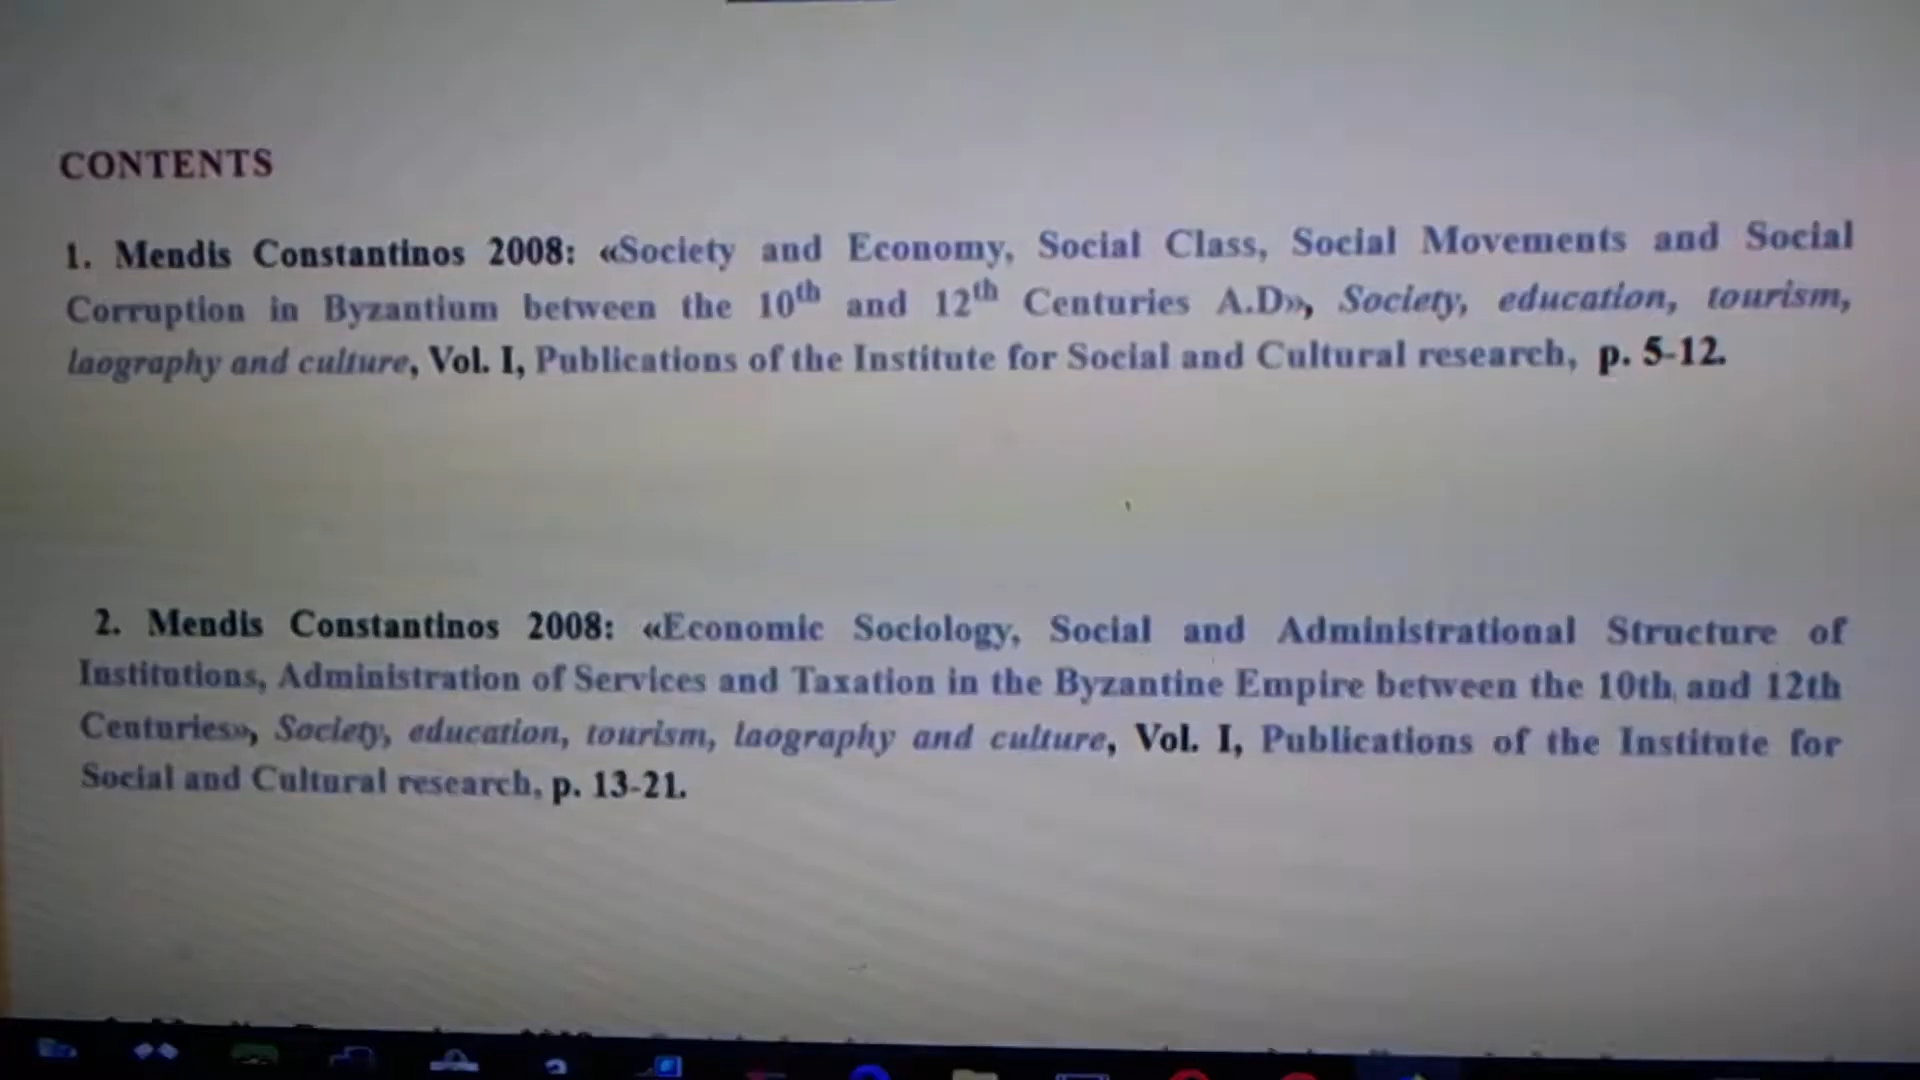 CONTENTS
1. Mendis Constantinos 2008: «Society and Economy, Social Class, Social Movements and Social
Corruption in Byzantium between the 10th and 12th Centuries A.D», Society, education, tourism,
laography and culture, Vol. I, Publications of the Institute for Social and Cultural research, p. 5-12.
2. Mendis Constantinos 2008: «Economic Sociology, Social and Administrational Structure of
Institutions, Administration of Services and Taxation in the Byzantine Empire between the 10th and 12th
Centuries», Society, education, tourism, laography and culture, Vol. I, Publications of the Institute for
Social and Cultural research, p. 13-21.